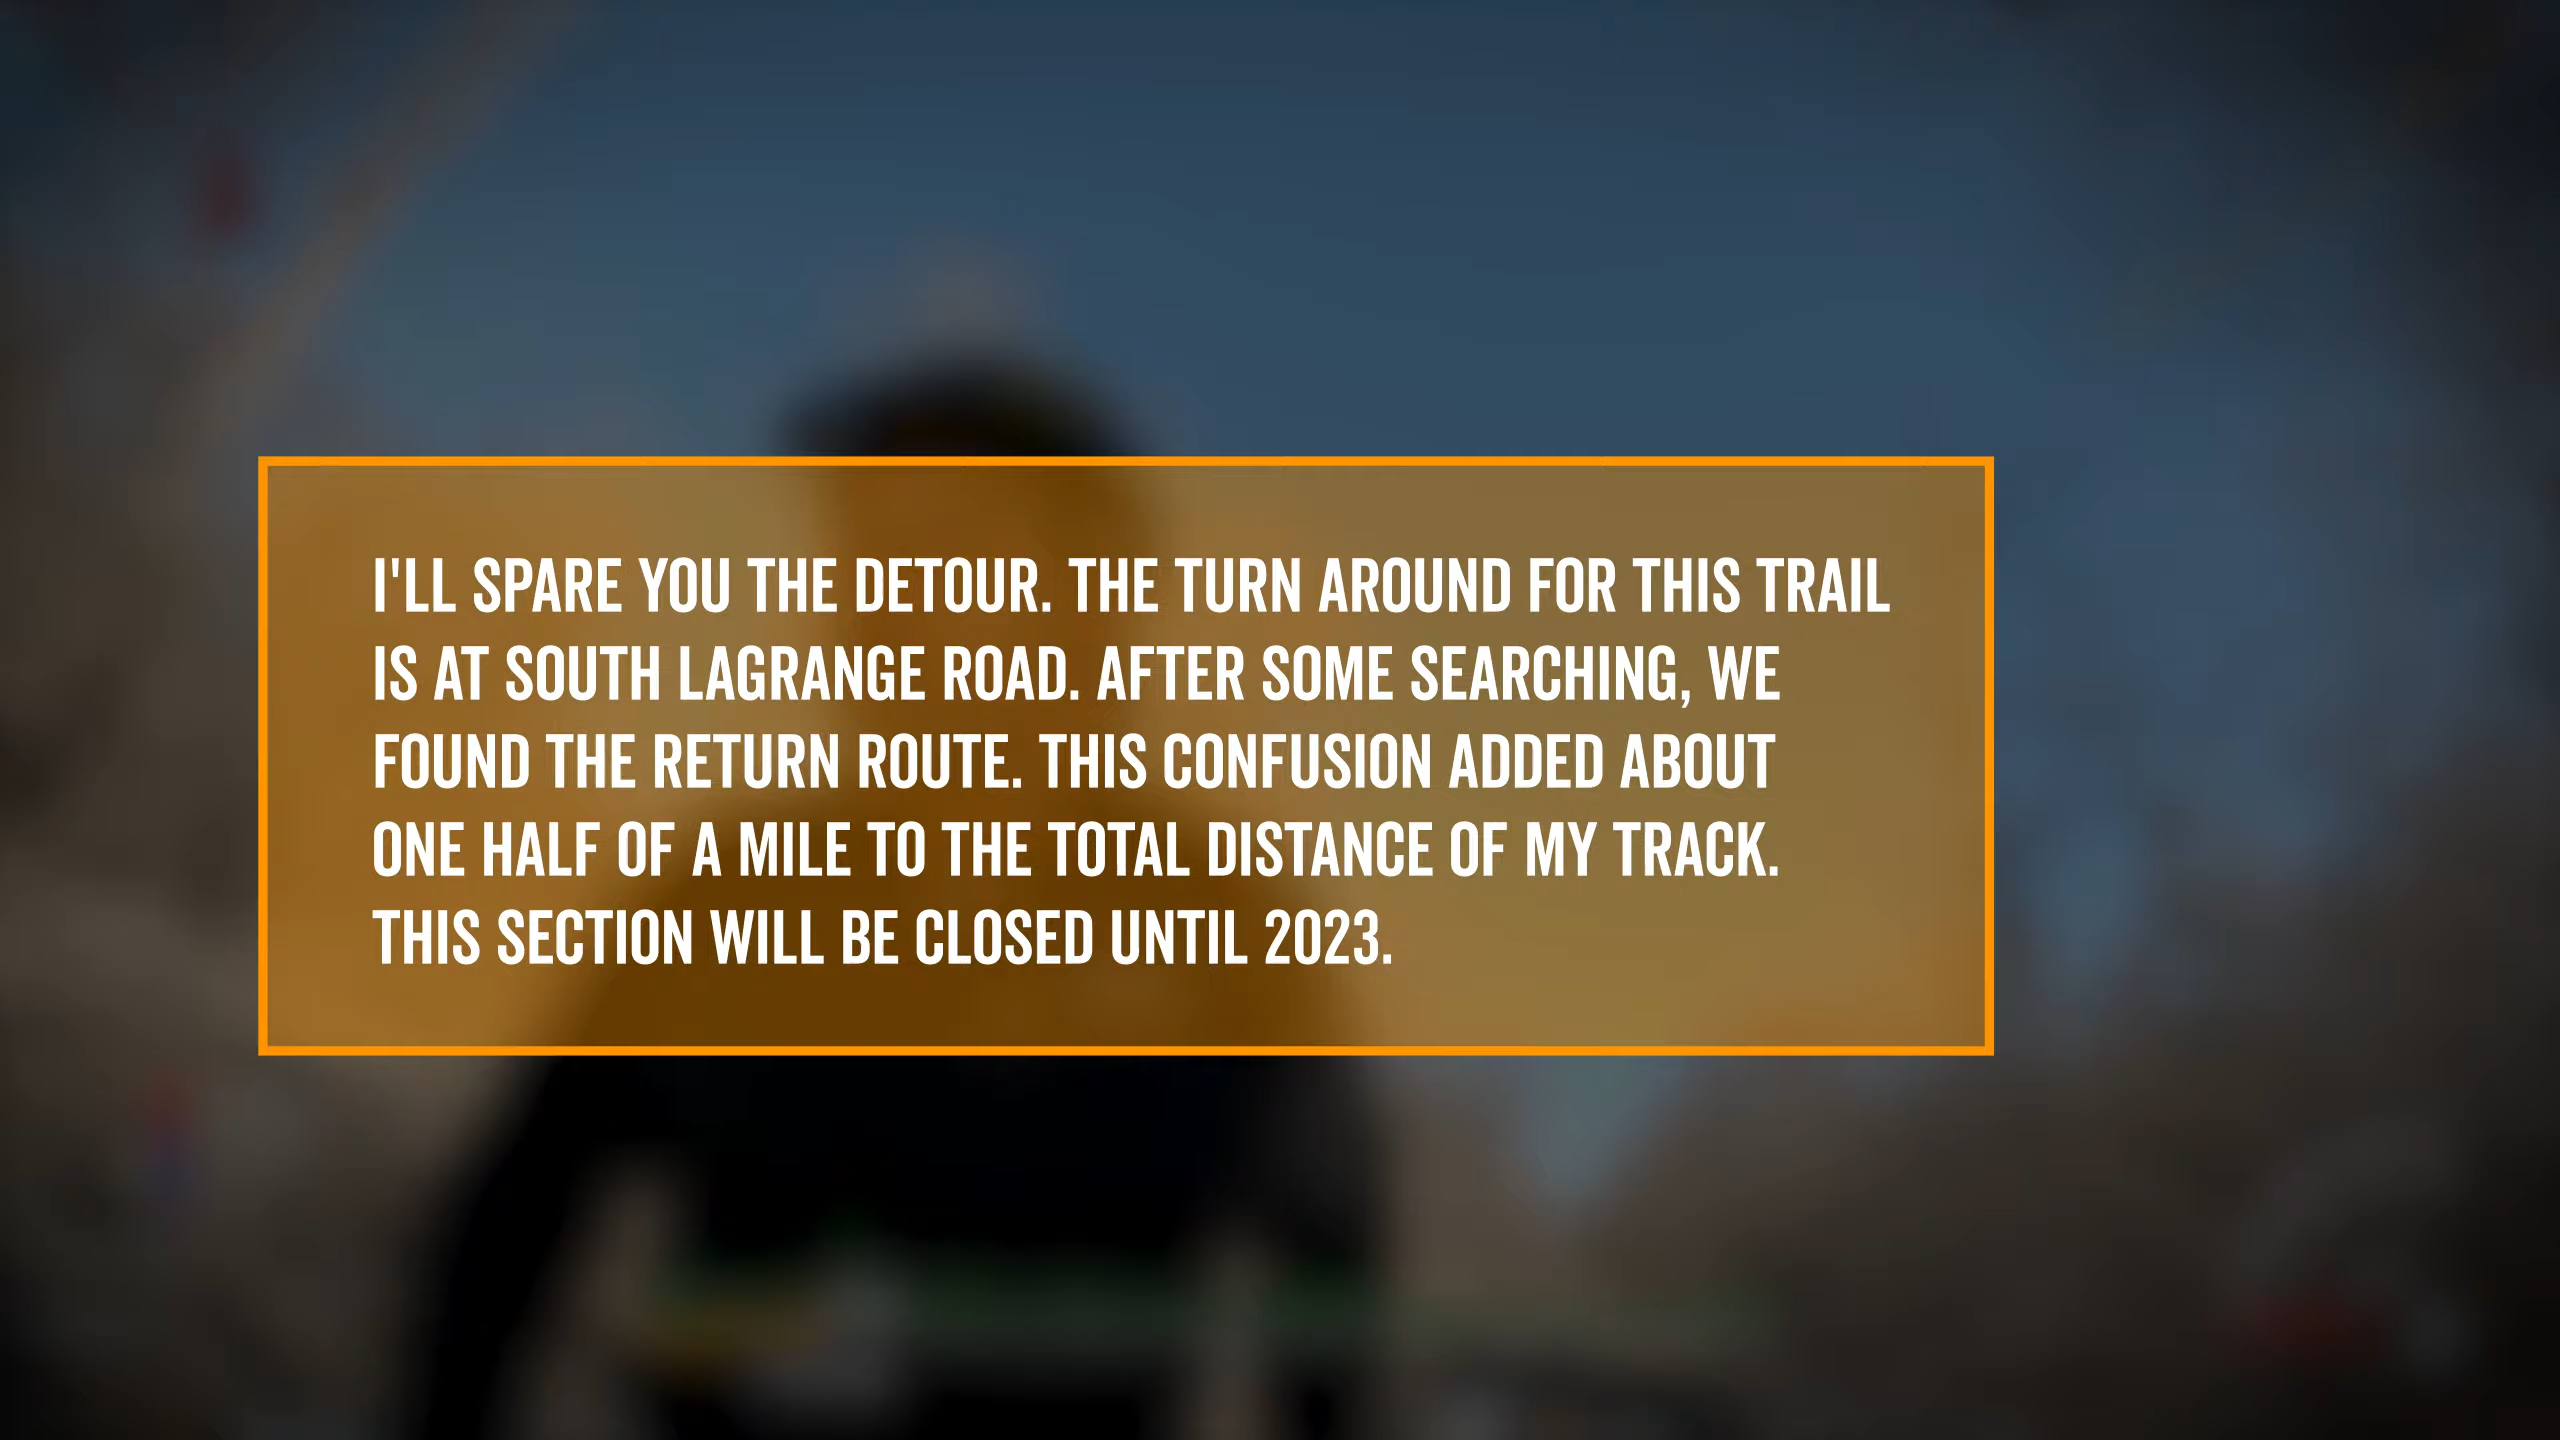 I'LL SPARE YOU THE DETOUR. THE TURN AROUND FOR THIS TRAIL
IS AT SOUTH LAGRANGE ROAD. AFTER SOME SEARCHING, WE
FOUND THE RETURN ROUTE. THIS CONFUSION ADDED ABOUT
ONE HALF OF A MILE TO THE TOTAL DISTANCE OF MY TRACK.
THIS SECTION WILL BE CLOSED UNTIL 2023.